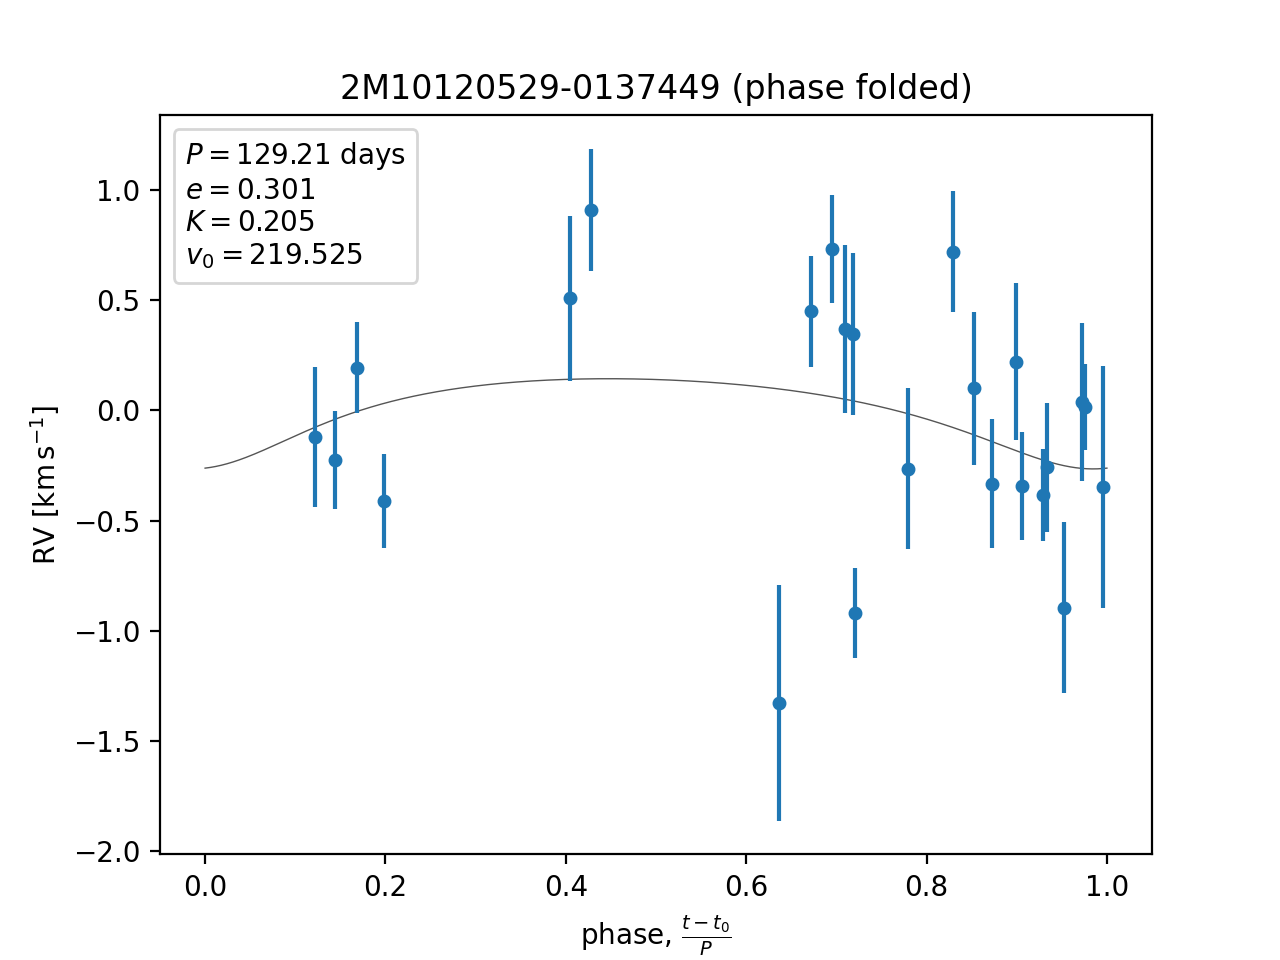 2M10120529-0137449 (phase folded)
P = 129.21 days
e = 0.301
K = 0.205
v₀ = 219.525
RV [km s⁻¹]
1.0
0.5
0.0
−0.5
−1.0
−1.5
−2.0
0.0 0.2 0.4 0.6 0.8 1.0
phase, (t − t₀)/P